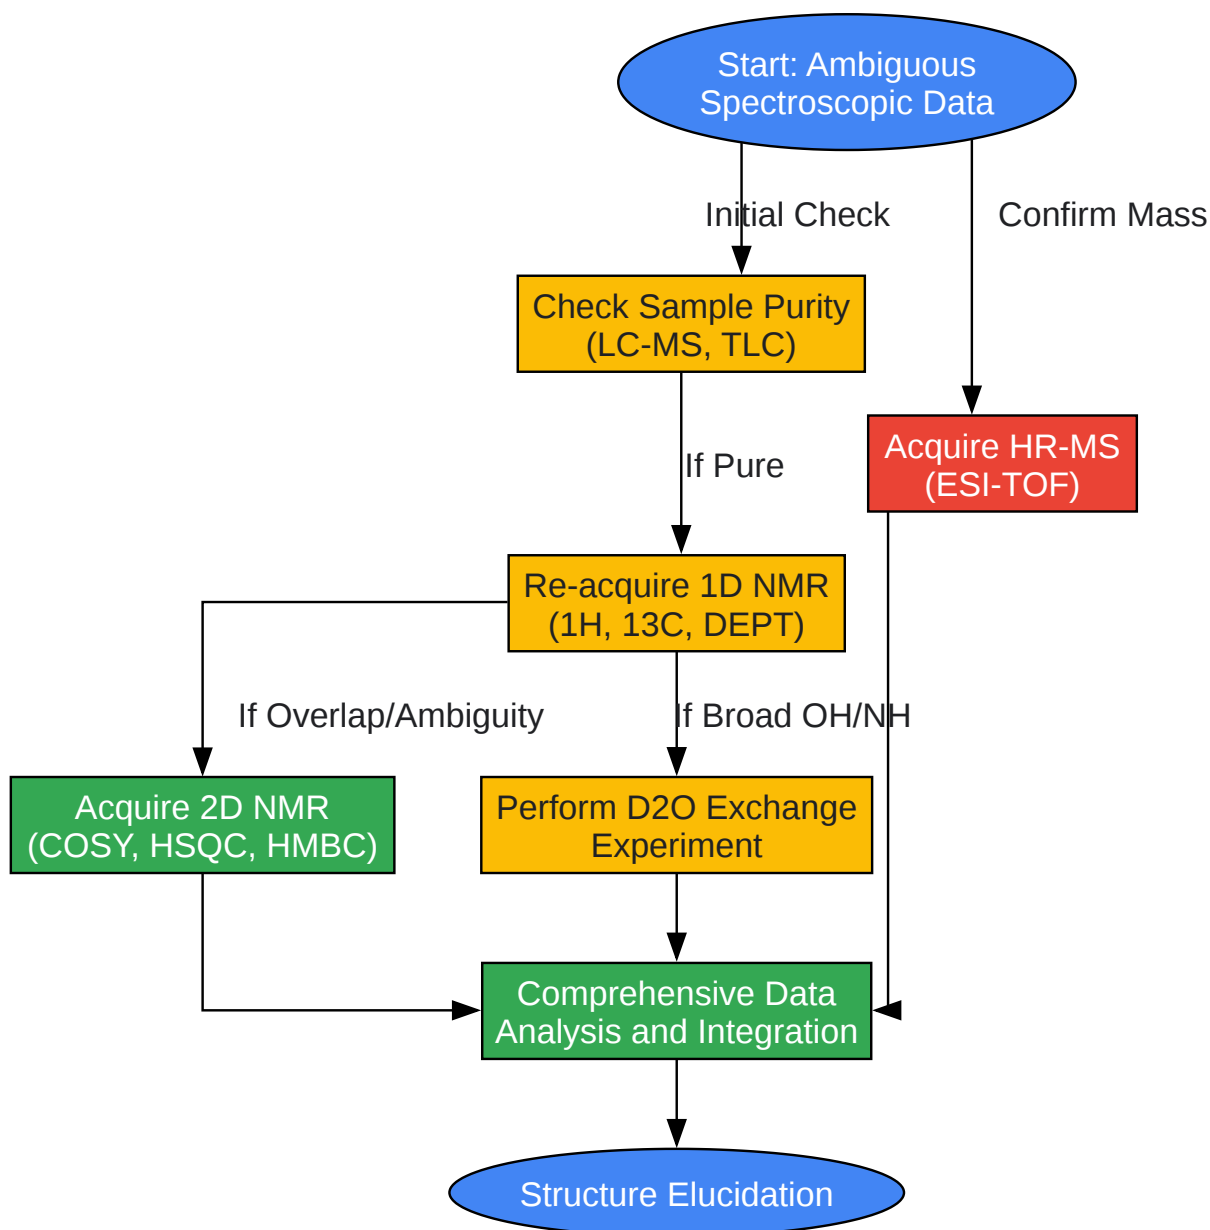 Start: Ambiguous
Spectroscopic Data
Initial Check
Confirm Mass
Check Sample Purity
(LC-MS, TLC)
Acquire HR-MS
(ESI-TOF)
If Pure
Re-acquire 1D NMR
(1H, 13C, DEPT)
If Overlap/Ambiguity
If Broad OH/NH
Acquire 2D NMR
(COSY, HSQC, HMBC)
Perform D2O Exchange
Experiment
Comprehensive Data
Analysis and Integration
Structure Elucidation